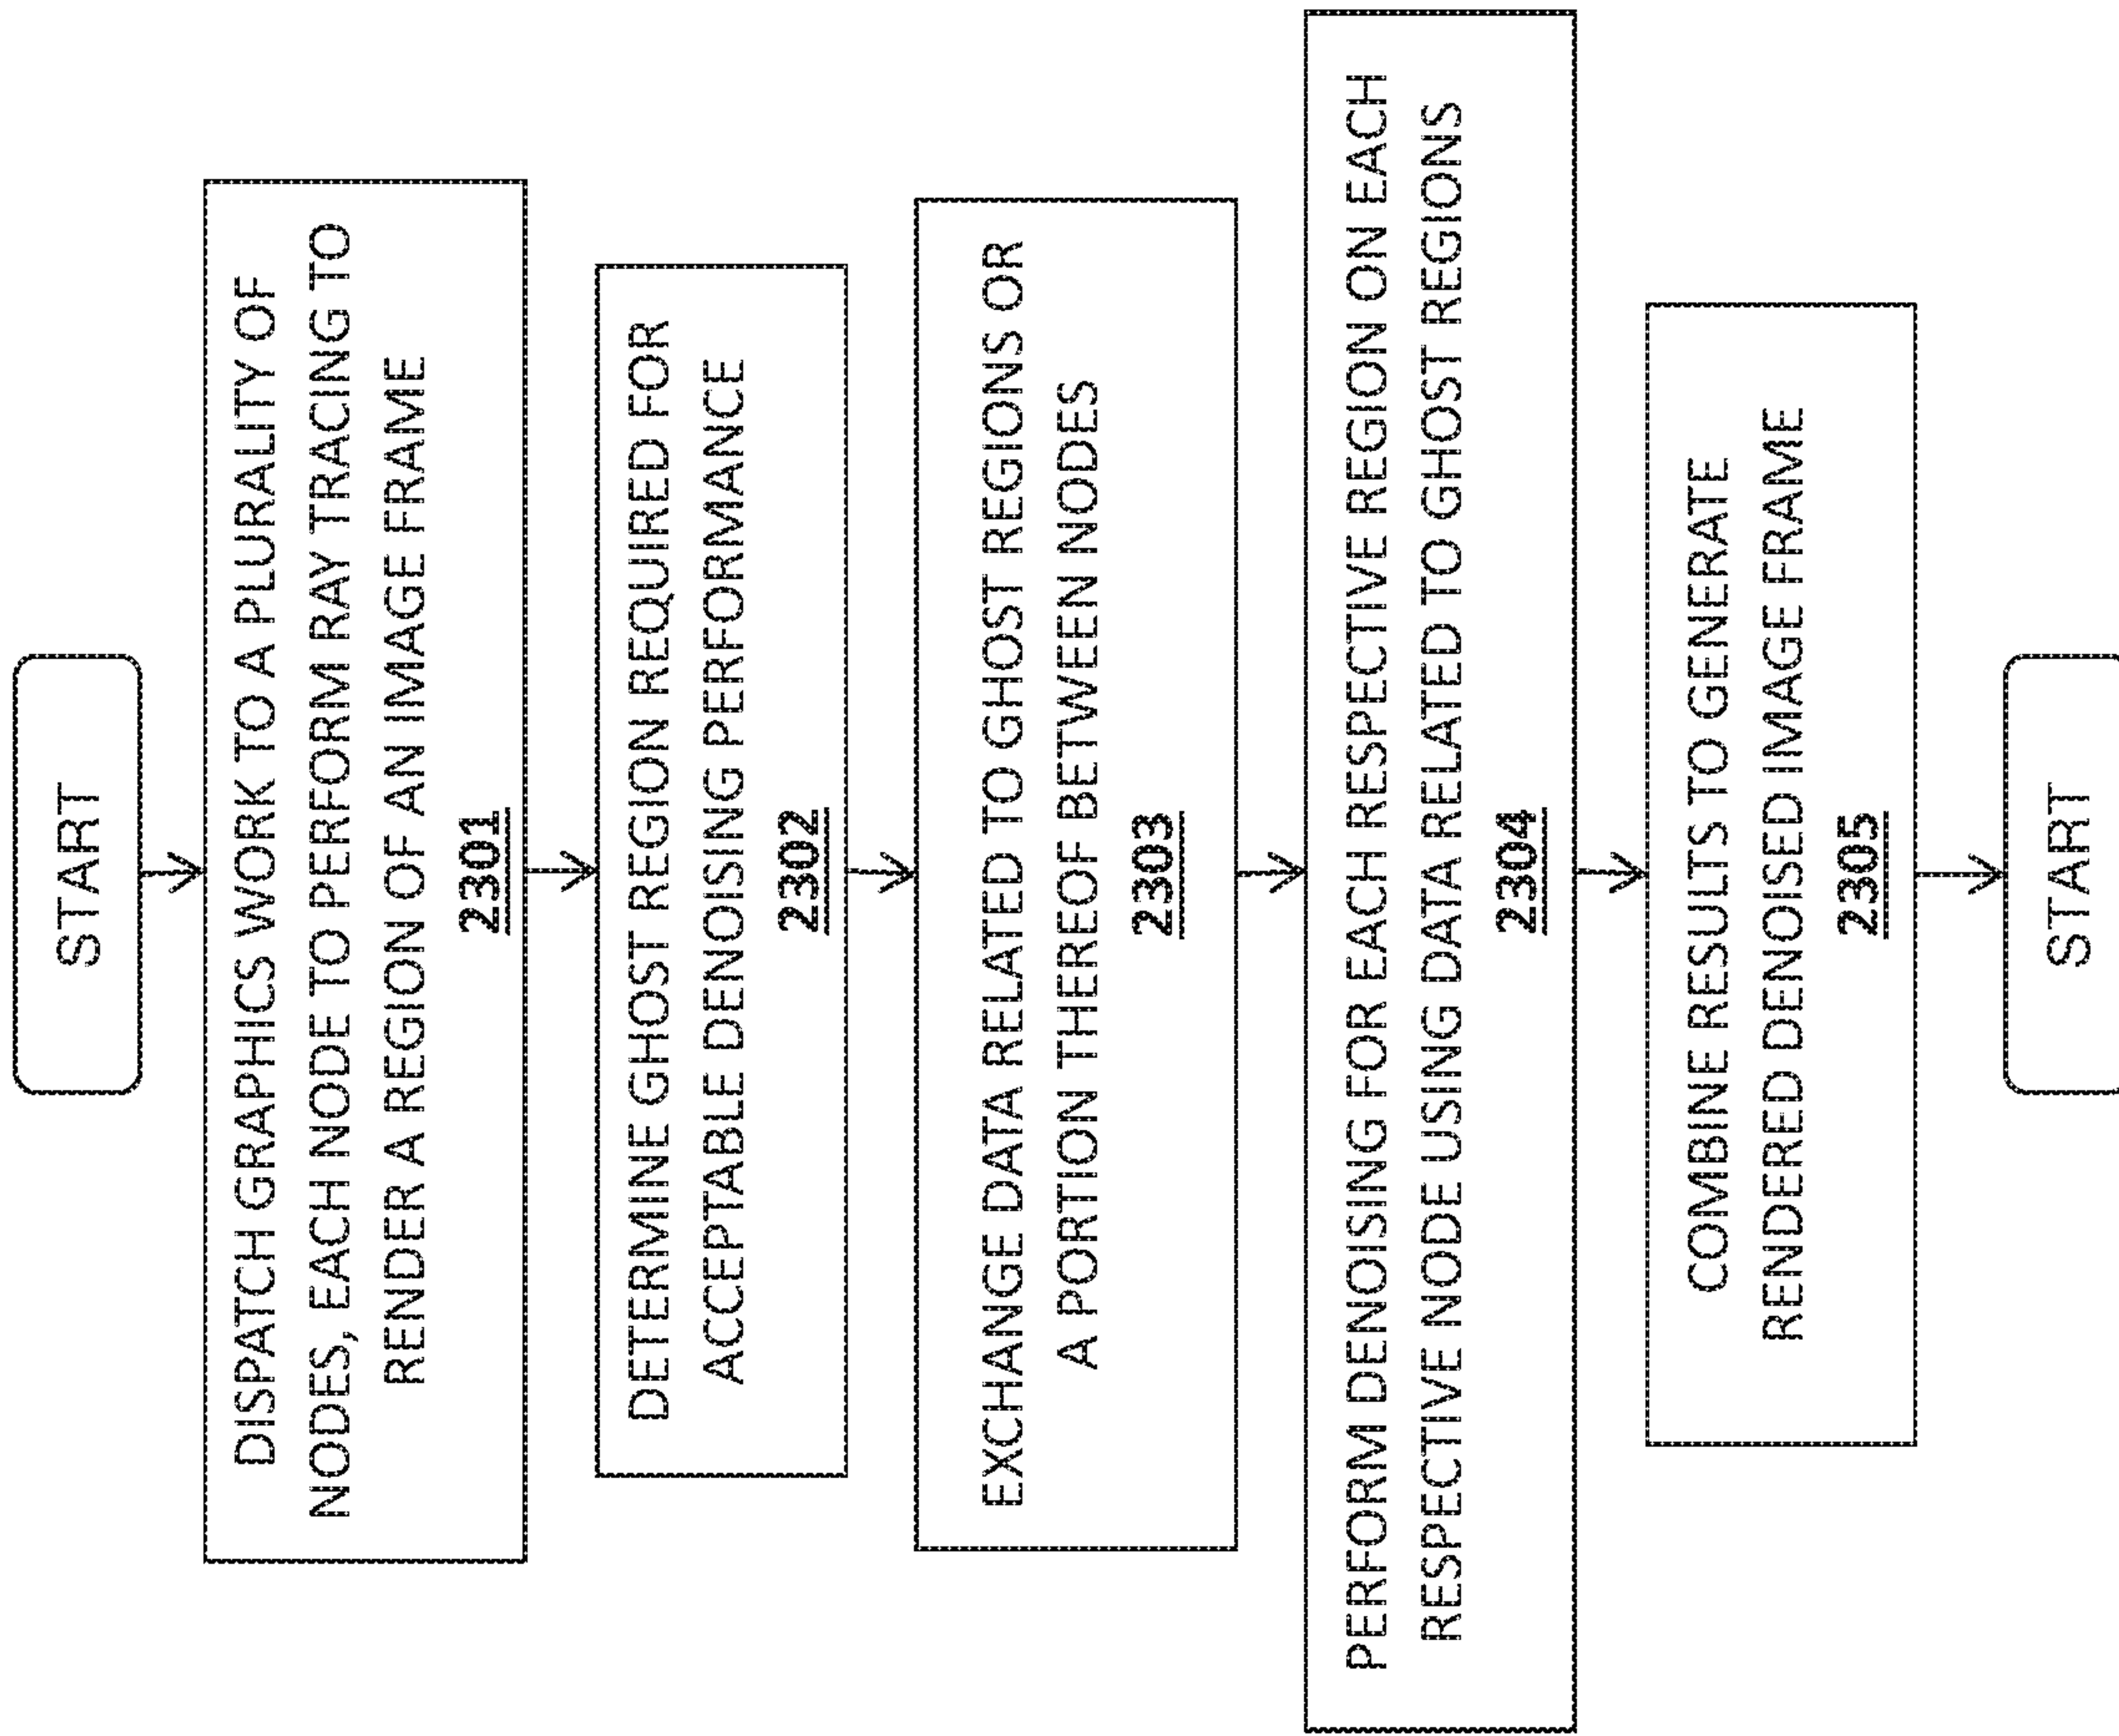 START
DISPATCH GRAPHICS WORK TO A PLURALITY OF
NODES, EACH NODE TO PERFORM RAY TRACING TO
RENDER A REGION OF AN IMAGE FRAME
2301
DETERMINE GHOST REGION REQUIRED FOR
ACCEPTABLE DENOISING PERFORMANCE
2302
EXCHANGE DATA RELATED TO GHOST REGIONS OR
A PORTION THEREOF BETWEEN NODES
2303
PERFORM DENOISING FOR EACH RESPECTIVE REGION ON EACH
RESPECTIVE NODE USING DATA RELATED TO GHOST REGIONS
2304
COMBINE RESULTS TO GENERATE
RENDERED DENOISED IMAGE FRAME
2305
START